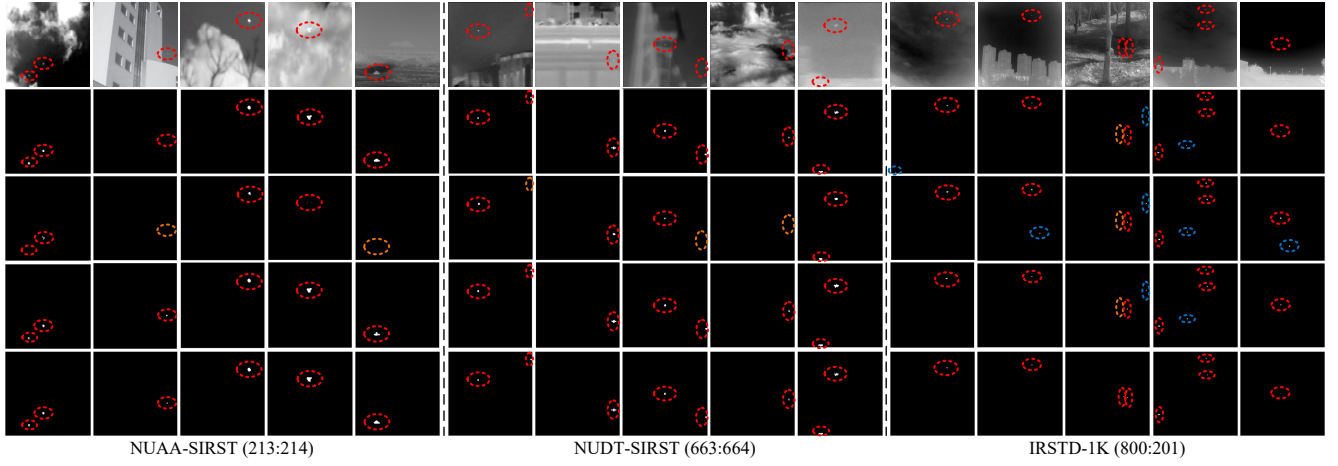 NUAA-SIRST (213:214)
NUDT-SIRST (663:664)
IRSTD-1K (800:201)